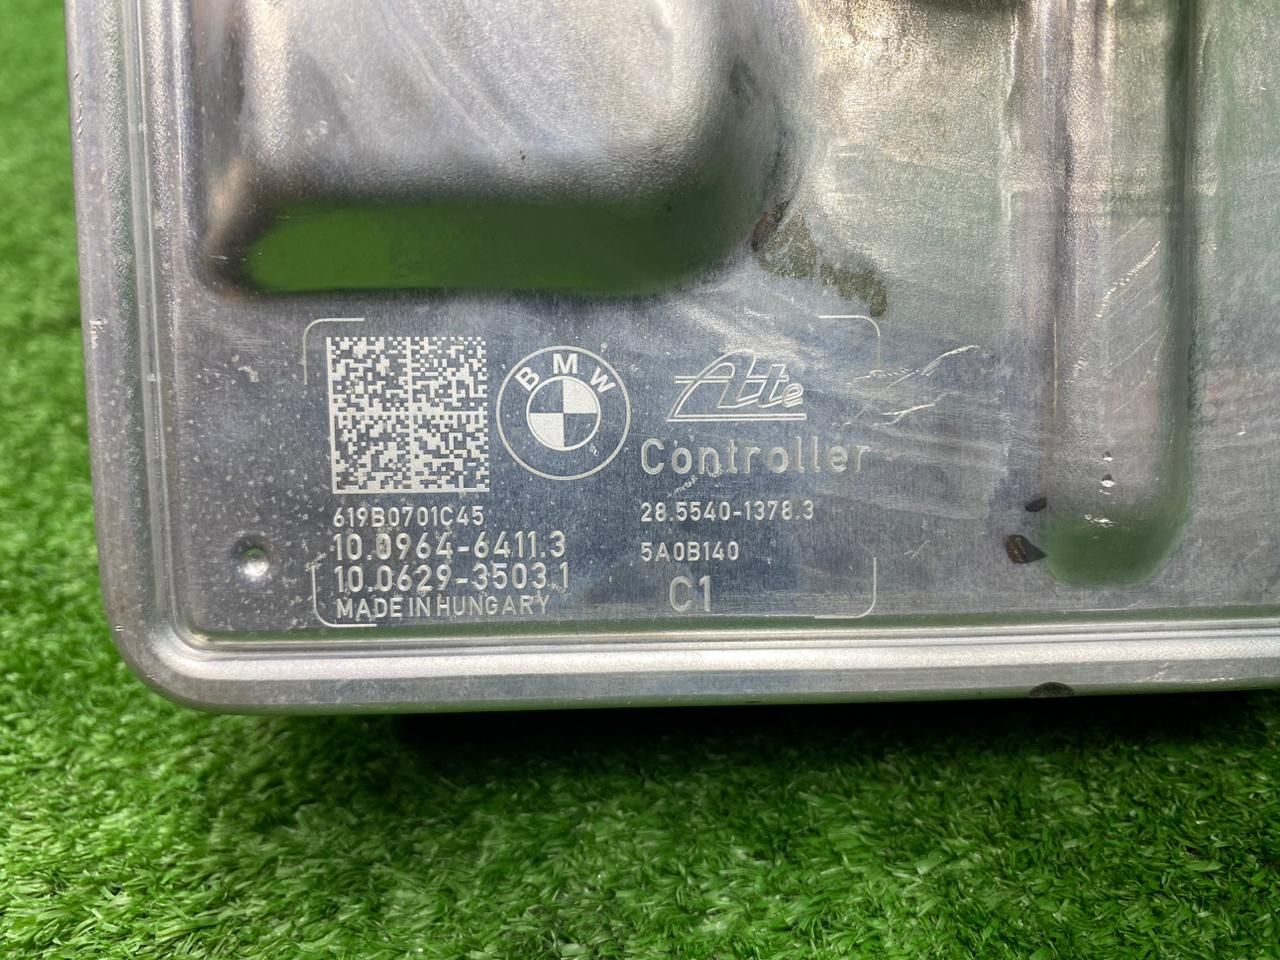 BMW
Ate
Controller
619B0701C45
10.0964-6411.3
10.0629-3503.1
MADE IN HUNGARY
28.5540-1378.3
5A0B140
C1